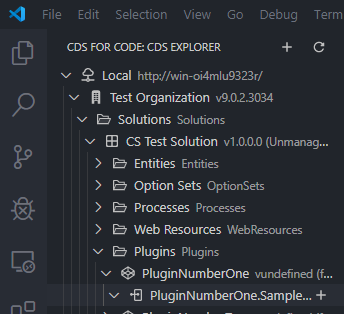 File Edit Selection View Go Debug Term
CDS FOR CODE: CDS EXPLORER
Local http://win-oi4mlu9323r/
Test Organization v9.0.2.3034
Solutions Solutions
CS Test Solution v1.0.0.0 (Unmanag...
Entities Entities
Option Sets OptionSets
Processes Processes
Web Resources WebResources
Plugins Plugins
PluginNumberOne vundefined (f...
PluginNumberOne.Sample...